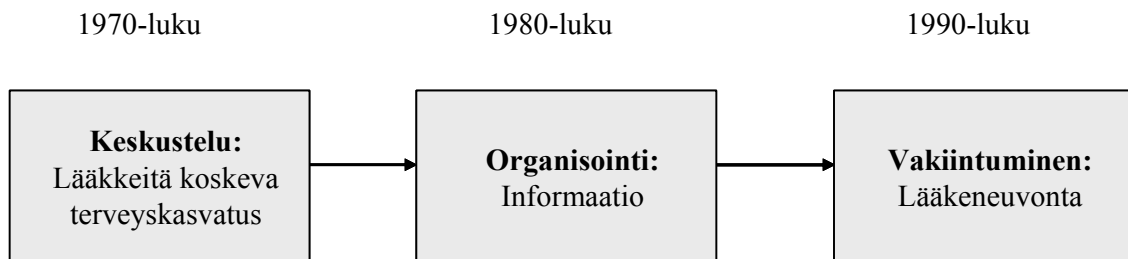 1970-luku
1980-luku
1990-luku
Keskustelu:
Lääkkeitä koskeva
terveyskasvatus
Organisointi:
Informaatio
Vakiintuminen:
Lääkeneuvonta